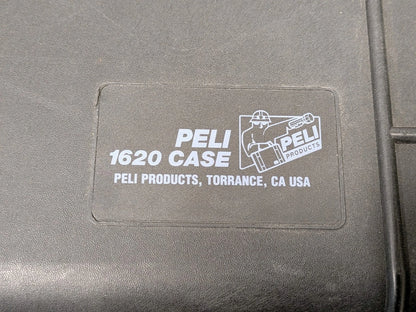 PELI
1620 CASE
PELI
PRODUCTS
PELI PRODUCTS, TORRANCE, CA USA